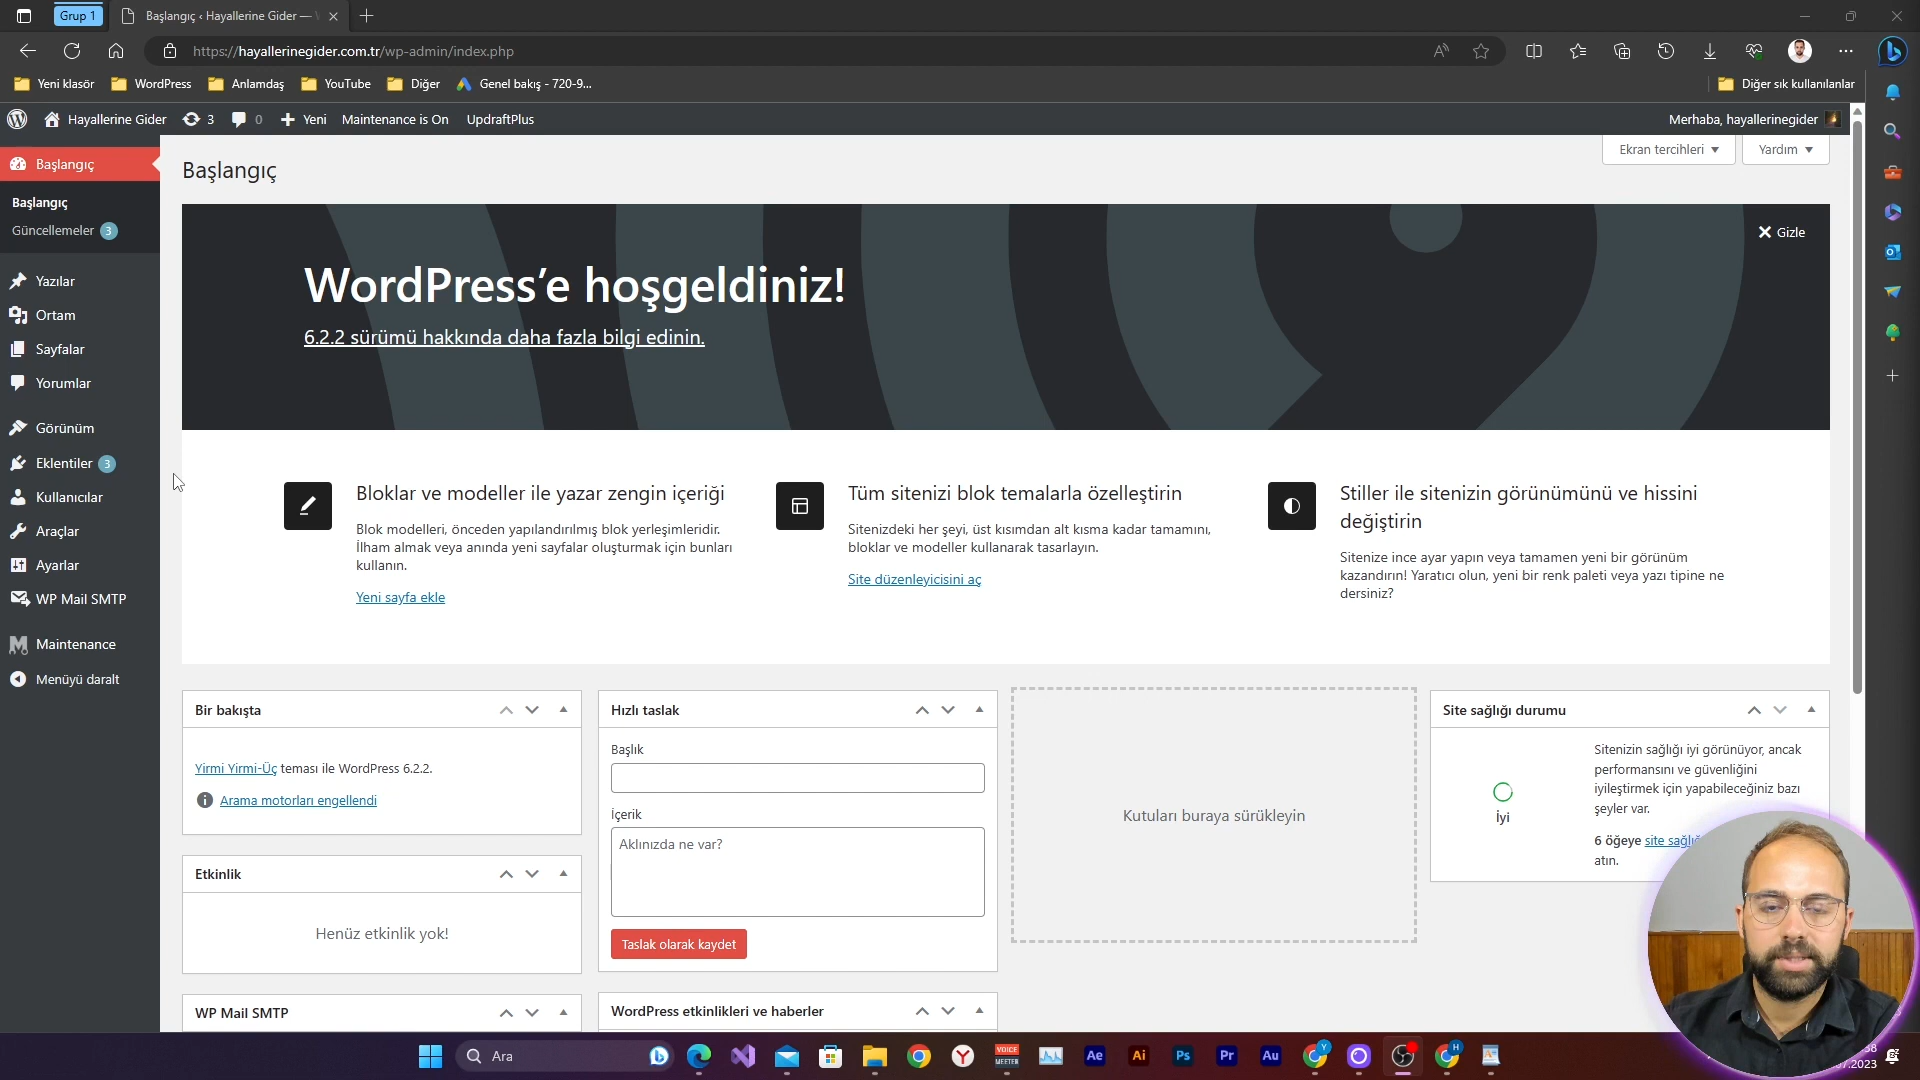 Grup 1
Başlangıç ‹ Hayallerine Gider —
https://hayallerinegider.com.tr/wp-admin/index.php
Yeni klasör
WordPress
Anlamdaş
YouTube
Diğer
Genel bakış - 720-9...
Diğer sık kullanılanlar
Hayallerine Gider
3
0
Yeni
Maintenance is On
UpdraftPlus
Merhaba, hayallerinegider
Başlangıç
Başlangıç
Güncellemeler 3
Yazılar
Ortam
Sayfalar
Yorumlar
Görünüm
Eklentiler 3
Kullanıcılar
Araçlar
Ayarlar
WP Mail SMTP
Maintenance
Menüyü daralt
Ekran tercihleri
Yardım
Başlangıç
Gizle
WordPress’e hoşgeldiniz!
6.2.2 sürümü hakkında daha fazla bilgi edinin.
Bloklar ve modeller ile yazar zengin içeriği
Blok modelleri, önceden yapılandırılmış blok yerleşimleridir.
İlham almak veya anında yeni sayfalar oluşturmak için bunları
kullanın.
Yeni sayfa ekle
Tüm sitenizi blok temalarla özelleştirin
Sitenizdeki her şeyi, üst kısımdan alt kısma kadar tamamını,
bloklar ve modeller kullanarak tasarlayın.
Site düzenleyicisini aç
Stiller ile sitenizin görünümünü ve hissini
değiştirin
Sitenize ince ayar yapın veya tamamen yeni bir görünüm
kazandırın! Yaratıcı olun, yeni bir renk paleti veya yazı tipine ne
dersiniz?
Bir bakışta
Yirmi Yirmi-Üç teması ile WordPress 6.2.2.
Arama motorları engellendi
Etkinlik
Henüz etkinlik yok!
WP Mail SMTP
Hızlı taslak
Başlık
İçerik
Aklınızda ne var?
Taslak olarak kaydet
WordPress etkinlikleri ve haberler
Kutuları buraya sürükleyin
Site sağlığı durumu
İyi
Sitenizin sağlığı iyi görünüyor, ancak
performansını ve güvenliğini
iyileştirmek için yapabileceğiniz bazı
şeyler var.
6 öğeye site
atın.
Ara
VOICE
MEETER
Ae
Ai
Ps
Pr
Au
Y
H